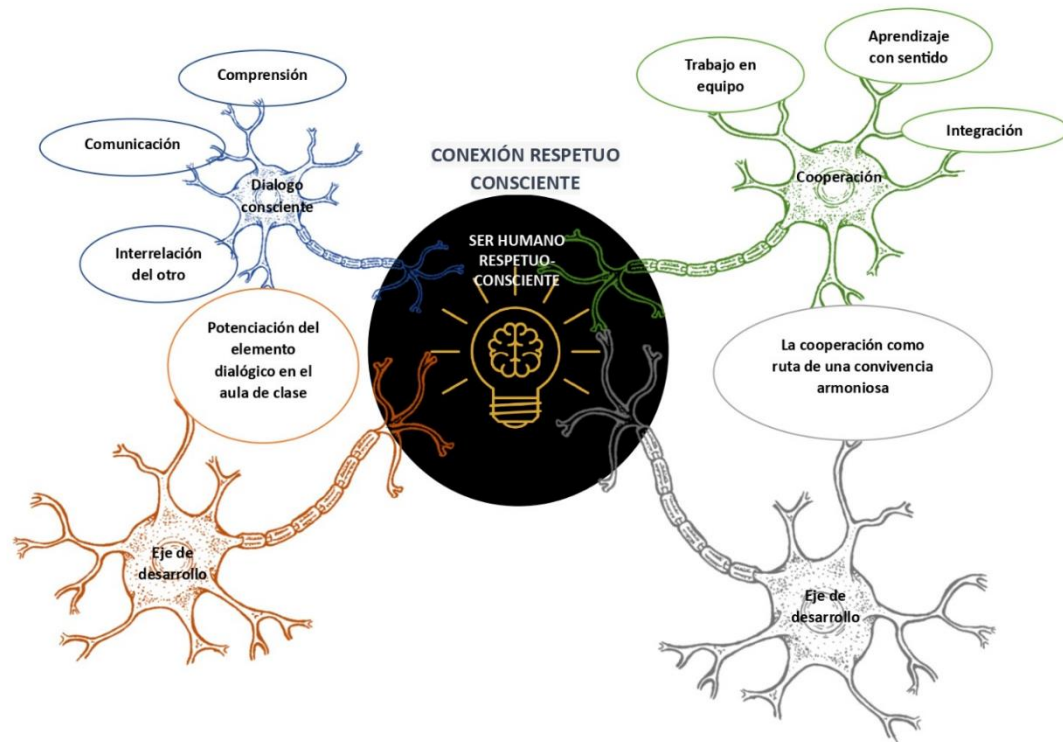 Comprensión
Comunicación
Dialogo
consciente
Interrelación
del otro
Potenciación del
elemento
dialógico en el
aula de clase
Eje de
desarrollo
CONEXIÓN RESPETUO
CONSCIENTE
SER HUMANO
RESPETUO-
CONSCIENTE
Trabajo en
equipo
Aprendizaje
con sentido
Integración
Cooperación
La cooperación como
ruta de una convivencia
armoniosa
Eje de
desarrollo